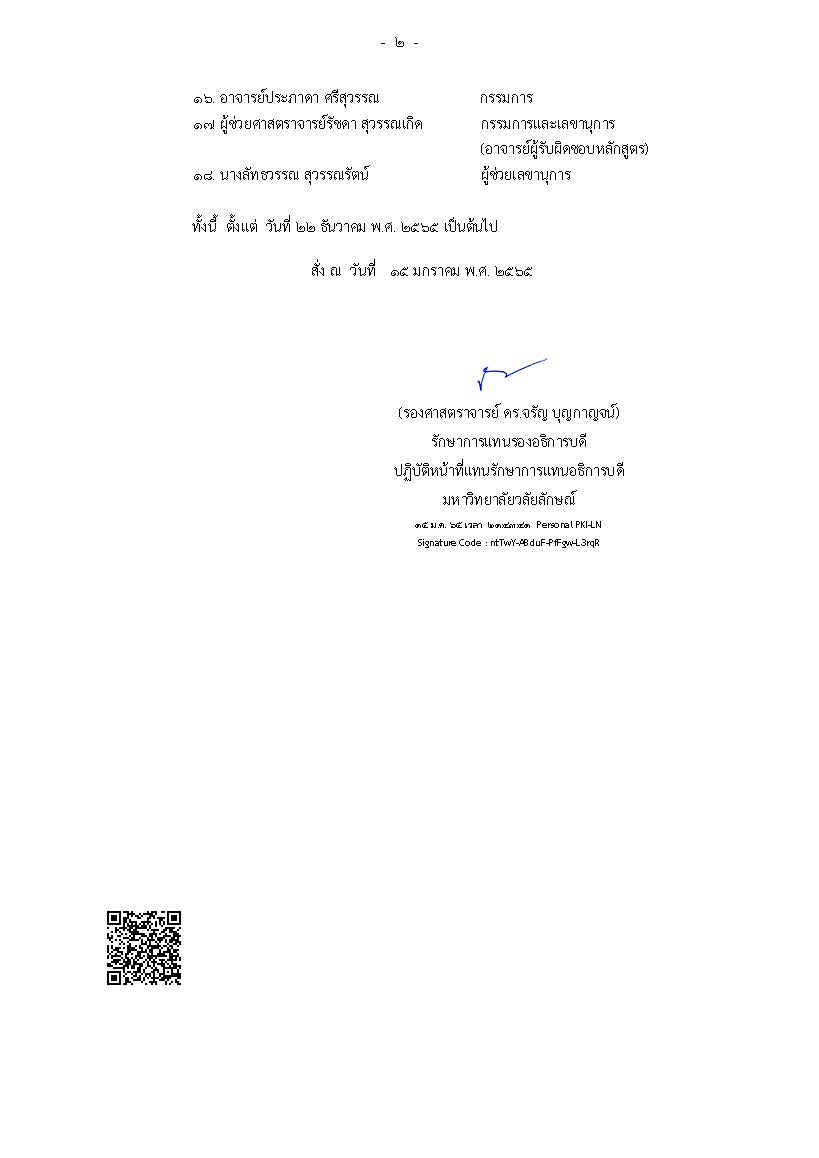 - ๒ -
๑๖. อาจารย์ประภาดา ศรีสุวรรณ กรรมการ
๑๗ ผู้ช่วยศาสตราจารย์รัชดา สุวรรณเกิด กรรมการและเลขานุการ
(อาจารย์ผู้รับผิดชอบหลักสูตร)
๑๘. นางลัทธวรรณ สุวรรณรัตน์ ผู้ช่วยเลขานุการ
ทั้งนี้ ตั้งแต่ วันที่ ๒๒ ธันวาคม พ.ศ. ๒๕๖๕ เป็นต้นไป
สั่ง ณ วันที่ ๑๕ มกราคม พ.ศ. ๒๕๖๕
(รองศาสตราจารย์ ดร.จรัญ บุญกาญจน์)
รักษาการแทนรองอธิการบดี
ปฏิบัติหน้าที่แทนรักษาการแทนอธิการบดี
มหาวิทยาลัยวลัยลักษณ์
ม.ค. ๖๕ เวลา Personal PKI-LN
Signature Code : ntTwY-ABduF-PfFgw-L3rqR